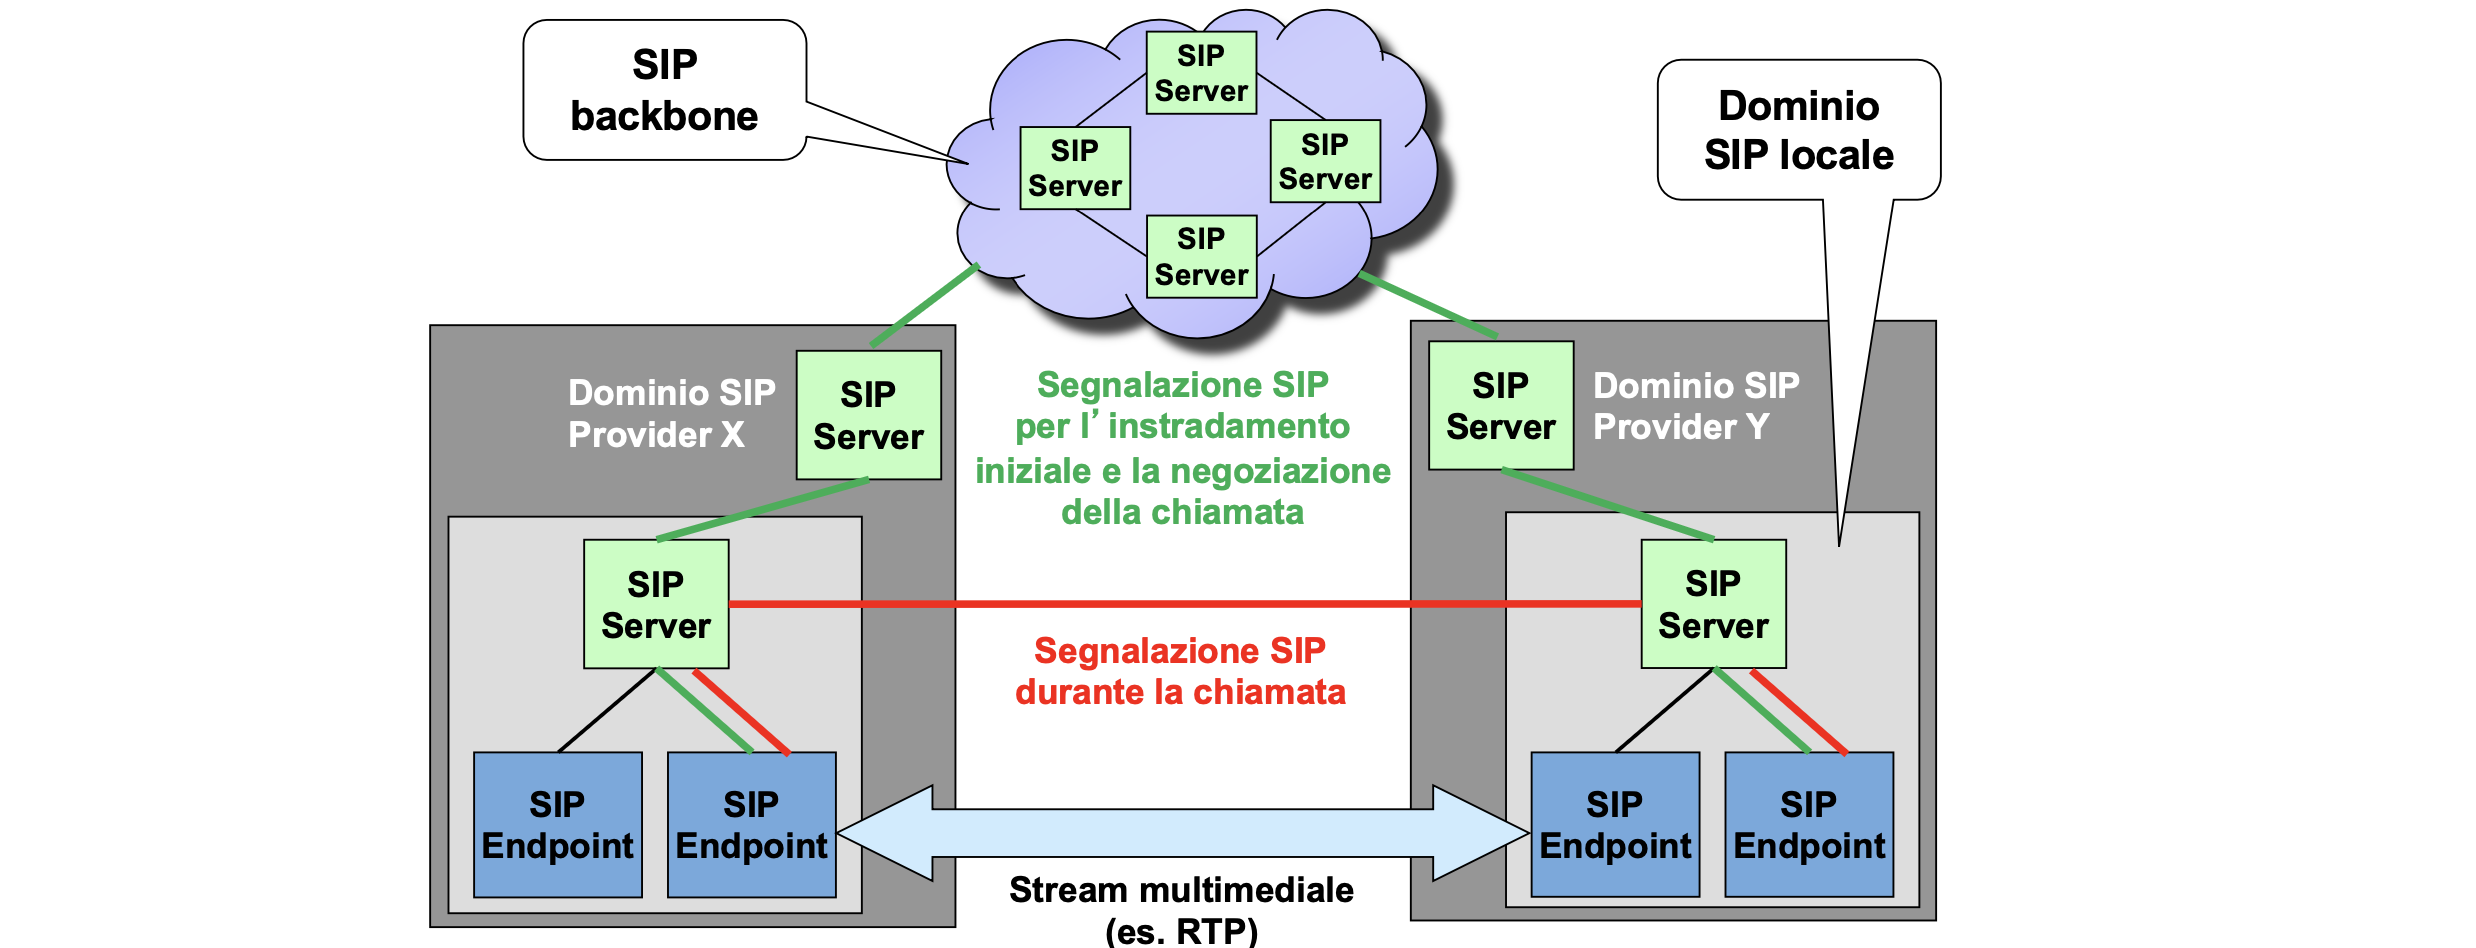 SIP
backbone
SIP
Server
SIP
Server
SIP
Server
SIP
Server
Dominio
SIP locale
Dominio SIP
Provider X
SIP
Server
Segnalazione SIP
per l’ instradamento
iniziale e la negoziazione
della chiamata
SIP
Server
Dominio SIP
Provider Y
SIP
Server
SIP
Server
Segnalazione SIP
durante la chiamata
SIP
Endpoint
SIP
Endpoint
SIP
Endpoint
SIP
Endpoint
Stream multimediale
(es. RTP)